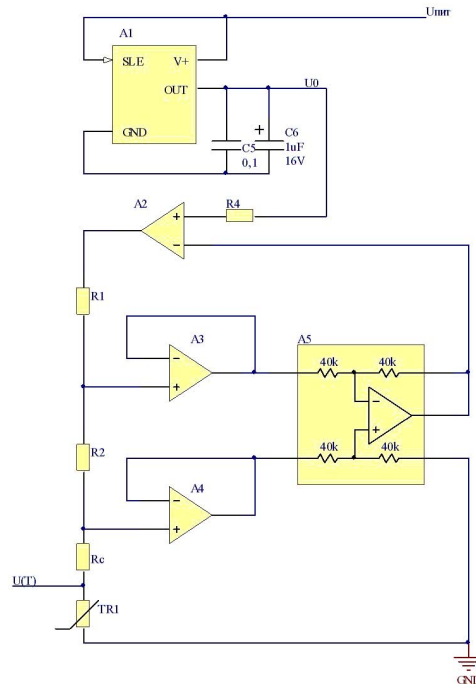 Uпит
A1
SLE V+
OUT
GND
U0
C5
0,1
+ C6
1uF
16V
A2
R4
+
−
R1
A3
−
+
A5
40k 40k
−
+
40k 40k
R2
A4
−
+
Rc
U(T)
TR1
GND